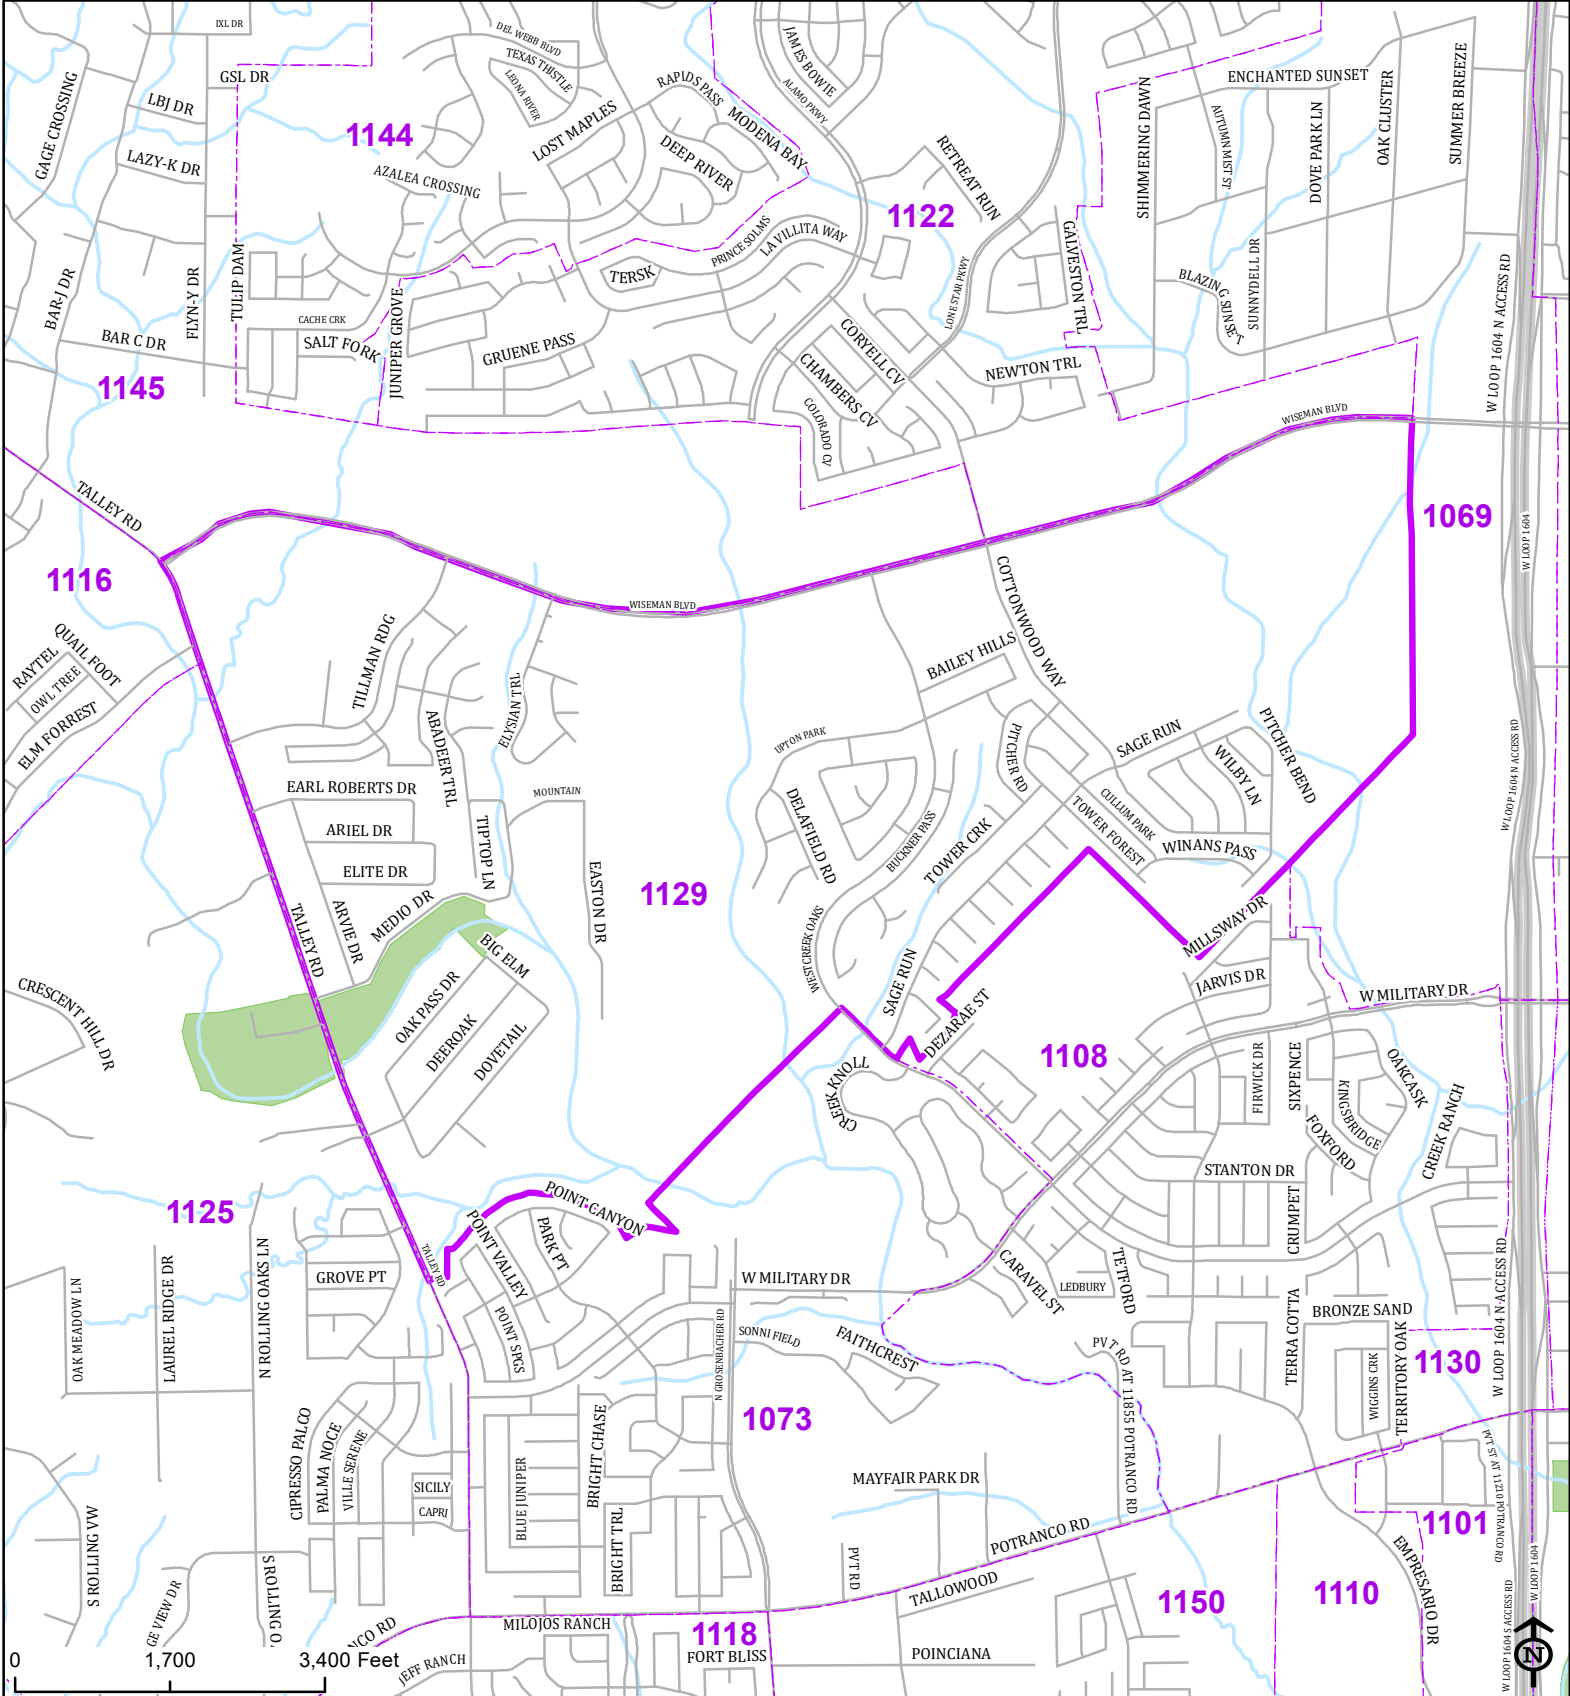 IXL DR
GSL DR
GAGE CROSSING
LBJ DR
LAZY-K DR
1144
DEL WEBB BLVD
TEXAS THISTLE
LEONA RIVER
LOST MAPLES
RAPIDS PASS
MODENA BAY
DEEP RIVER
AZALEA CROSSING
JAMES BOWIE
ALAMO PKWY
RETREAT RUN
1122
SHIMMERING DAWN
ENCHANTED SUNSET
AUTUMN MIST ST
DOVE PARK LN
OAK CLUSTER
SUMMER BREEZE
BAR-J DR
FLYN-Y DR
TULIP DAM
CACHE CRK
SALT FORK
JUNIPER GROVE
BAR C DR
1145
GRUENE PASS
TERSK
PRINCE SOLMS
LA VILLITA WAY
CORYELL CV
CHAMBERS CV
COLORADO CV
LONE STAR PKWY
GALVESTON TRL
NEWTON TRL
BLAZING SUNSET
SUNNYDELL DR
W LOOP 1604 N ACCESS RD
WISEMAN BLVD
1069
W LOOP 1604
TALLEY RD
1116
WISEMAN BLVD
COTTONWOOD WAY
QUAIL FOOT
RAYTEL
OWL TREE
ELM FORREST
TILLMAN RDG
ABADEER TRL
ELYSIAN TRL
BAILEY HILLS
UPTON PARK
PITCHER RD
SAGE RUN
WILBY LN
PITCHER BEND
CULLUM PARK
TOWER FOREST
WINANS PASS
W LOOP 1604 N ACCESS RD
EARL ROBERTS DR
ARIEL DR
ELITE DR
MOUNTAIN
TIPTOP LN
EASTON DR
1129
DELAFIELD RD
BUCKNER PASS
TOWER CRK
WESTCREEK OAKS
MEDIO DR
ARVIE DR
TALLEY RD
BIG ELM
OAK PASS DR
DEEROAK
DOVETAIL
CRESCENT HILL DR
SAGE RUN
DEZARAE ST
MILLSWAY DR
JARVIS DR
W MILITARY DR
1108
CREEK KNOLL
FIRWICK DR
SIXPENCE
KINGSBRIDGE
FOXFORD
OAKCASK
CREEK RANCH
STANTON DR
CRUMPET
1125
POINT CANYON
POINT VALLEY
PARK PT
TALLEY RD
GROVE PT
POINT SPGS
W MILITARY DR
CARAVEL ST
LEDBURY
TETFORD
BRONZE SAND
TERRA COTTA
TERRITORY OAK
WIGGINS CRK
1130
W LOOP 1604 N ACCESS RD
OAK MEADOW LN
LAUREL RIDGE DR
N ROLLING OAKS LN
N GROSENBACHER RD
SONNI FIELD
FAITHCREST
PVT RD AT 11855 POTRANCO RD
1073
CIPRESSO PALCO
PALMA NOCE
VILLE SERENE
SICILY
CAPRI
BLUE JUNIPER
BRIGHT CHASE
BRIGHT TRL
MAYFAIR PARK DR
POTRANCO RD
PVT RD
TALLOWOOD
POINCIANA
PVT ST AT 11210 POTRANCO RD
1101
EMPRESARIO DR
1110
1150
S ROLLING VW
GE VIEW DR
S ROLLING O
NCO RD
JEFF RANCH
MILOJOS RANCH
1118
FORT BLISS
W LOOP 1604 S ACCESS RD
W LOOP 1604
0 1,700 3,400 Feet
N